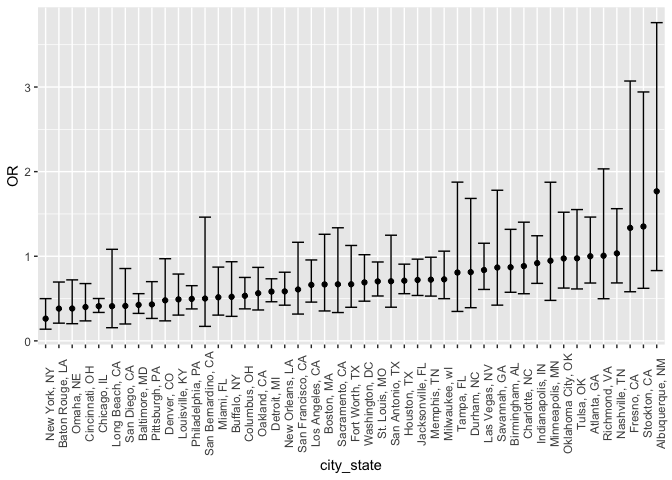 OR
3
2
1
0
New York, NY
Baton Rouge, LA
Omaha, NE
Cincinnati, OH
Chicago, IL
Long Beach, CA
San Diego, CA
Baltimore, MD
Pittsburgh, PA
Denver, CO
Louisville, KY
Philadelphia, PA
San Bernardino, CA
Miami, FL
Buffalo, NY
Columbus, OH
Oakland, CA
Detroit, MI
New Orleans, LA
San Francisco, CA
Los Angeles, CA
Boston, MA
Sacramento, CA
Fort Worth, TX
Washington, DC
St. Louis, MO
San Antonio, TX
Houston, TX
Jacksonville, FL
Memphis, TN
Milwaukee, wI
Tampa, FL
Durham, NC
Las Vegas, NV
Savannah, GA
Birmingham, AL
Charlotte, NC
Indianapolis, IN
Minneapolis, MN
Oklahoma City, OK
Tulsa, OK
Atlanta, GA
Richmond, VA
Nashville, TN
Fresno, CA
Stockton, CA
Albuquerque, NM
city_state